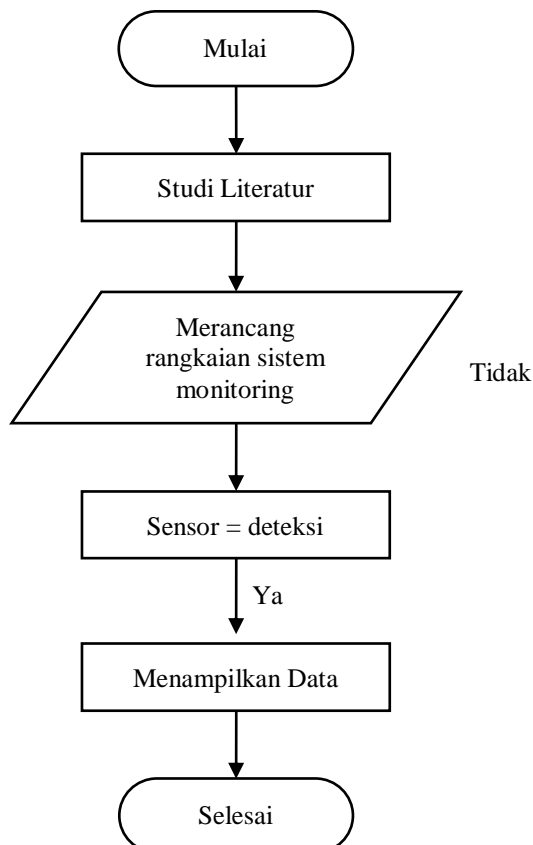 Mulai
Studi Literatur
Merancang
rangkaian sistem
monitoring
Tidak
Sensor = deteksi
Ya
Menampilkan Data
Selesai